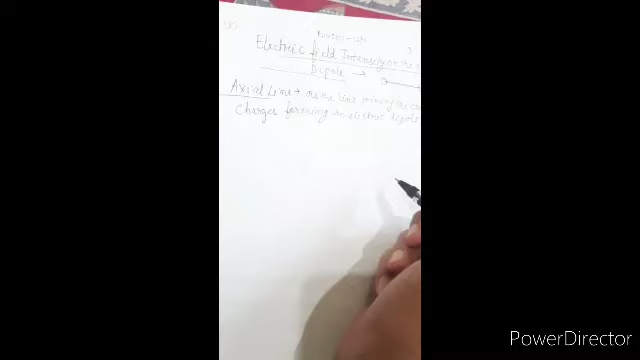 Electric field Intensity on the
Dipole →
Axial Line → is the line joining the
Charges forming an electric dipole
PowerDirector